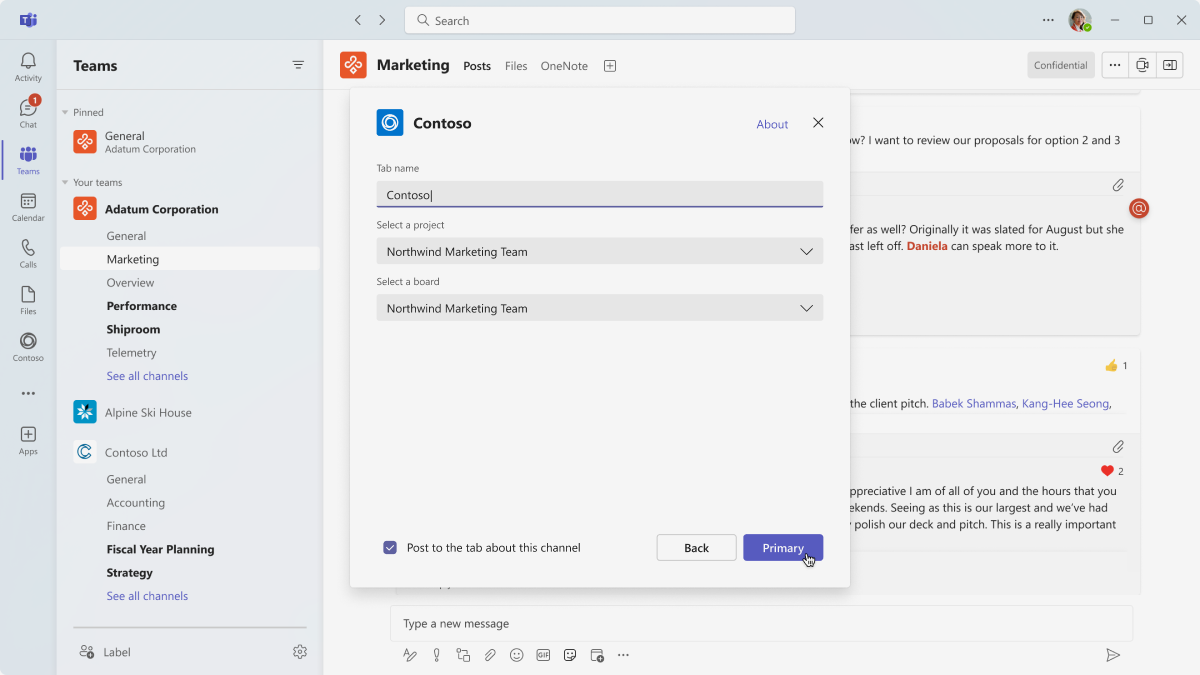 Search
Activity
1
Chat
Teams
Calendar
Calls
Files
Contoso
Apps
Teams
Pinned
General
Adatum Corporation
Your teams
Adatum Corporation
General
Marketing
Overview
Performance
Shiproom
Telemetry
See all channels
Alpine Ski House
Contoso Ltd
General
Accounting
Finance
Fiscal Year Planning
Strategy
See all channels
Label
Marketing Posts Files OneNote
Confidential
Contoso
About
Tab name
Contoso
Select a project
Northwind Marketing Team
Select a board
Northwind Marketing Team
Post to the tab about this channel
Back
Primary
ow? I want to review our proposals for option 2 and 3
@
fer as well? Originally it was slated for August but she
ast left off. Daniela can speak more to it.
1
the client pitch. Babek Shammas, Kang-Hee Seong,
2
ppreciative I am of all of you and the hours that you
ekends. Seeing as this is our largest and we've had
polish our deck and pitch. This is a really important
Type a new message
GIF